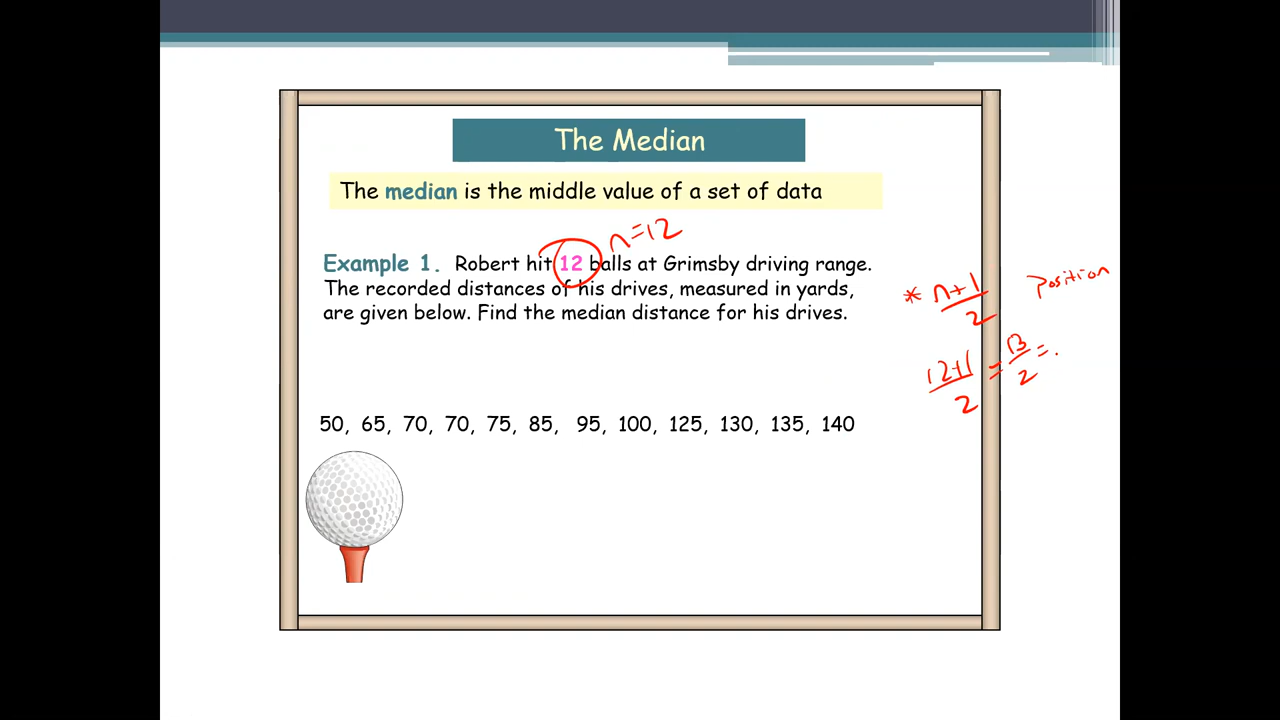 The Median
The median is the middle value of a set of data
n=12
Example 1. Robert hit 12 balls at Grimsby driving range.
The recorded distances of his drives, measured in yards,
are given below. Find the median distance for his drives.
* n+1/2 Position
12+1/2 = 13/2 =
50, 65, 70, 70, 75, 85, 95, 100, 125, 130, 135, 140